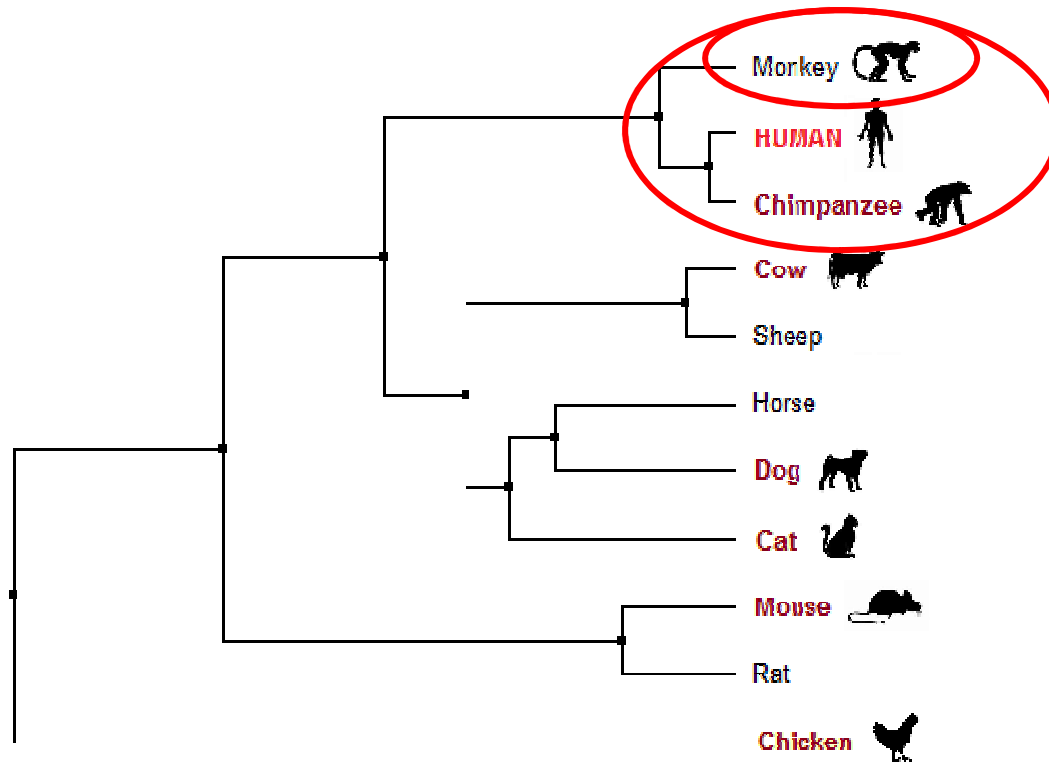 Morkey
HUMAN
Chimpanzee
Cow
Sheep
Horse
Dog
Cat
Mouse
Rat
Chicken